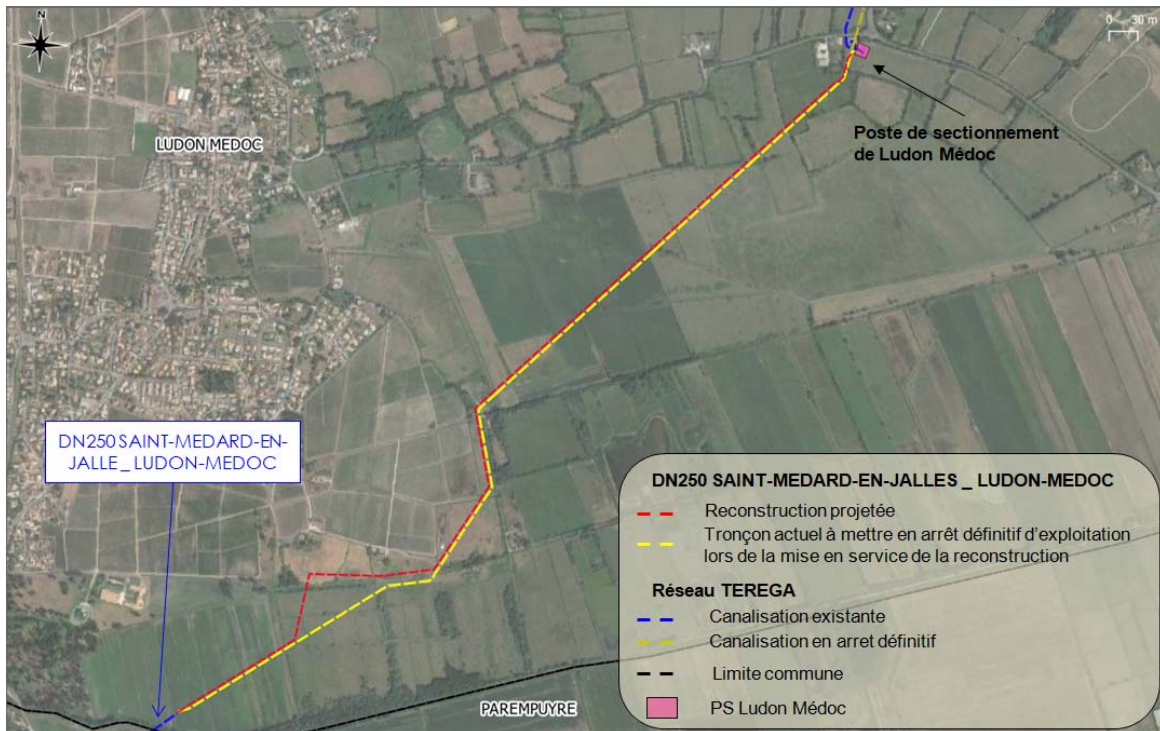 N
0 30 m
LUDON MEDOC
Poste de sectionnement
de Ludon Médoc
DN250 SAINT-MEDARD-EN-
JALLE_LUDON-MEDOC
DN250 SAINT-MEDARD-EN-JALLES _ LUDON-MEDOC
Reconstruction projetée
Tronçon actuel à mettre en arrêt définitif d'exploitation
lors de la mise en service de la reconstruction
Réseau TEREGA
Canalisation existante
Canalisation en arret définitif
Limite commune
PS Ludon Médoc
PAREMPUYRE